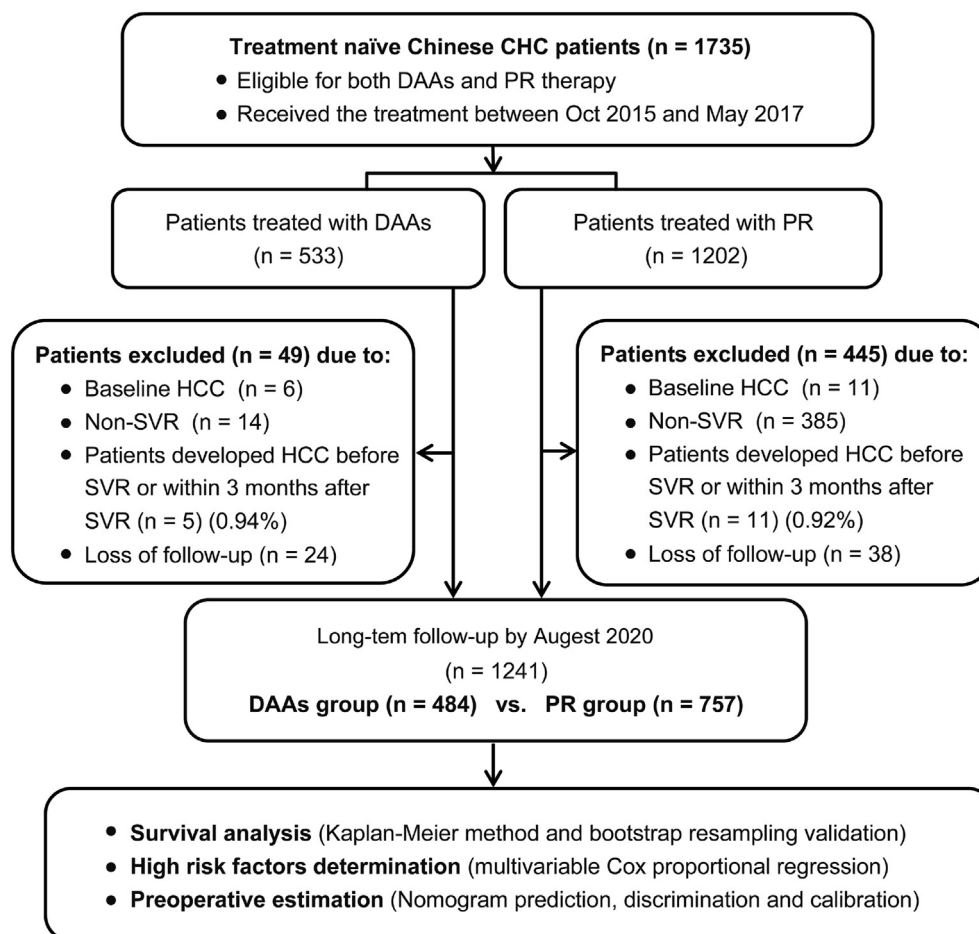 Treatment naïve Chinese CHC patients (n = 1735)
• Eligible for both DAAs and PR therapy
• Received the treatment between Oct 2015 and May 2017
Patients treated with DAAs
(n = 533)
Patients treated with PR
(n = 1202)
Patients excluded (n = 49) due to:
• Baseline HCC (n = 6)
• Non-SVR (n = 14)
• Patients developed HCC before
SVR or within 3 months after
SVR (n = 5) (0.94%)
• Loss of follow-up (n = 24)
Patients excluded (n = 445) due to:
• Baseline HCC (n = 11)
• Non-SVR (n = 385)
• Patients developed HCC before
SVR or within 3 months after
SVR (n = 11) (0.92%)
• Loss of follow-up (n = 38)
Long-tem follow-up by Augest 2020
(n = 1241)
DAAs group (n = 484) vs. PR group (n = 757)
• Survival analysis (Kaplan-Meier method and bootstrap resampling validation)
• High risk factors determination (multivariable Cox proportional regression)
• Preoperative estimation (Nomogram prediction, discrimination and calibration)